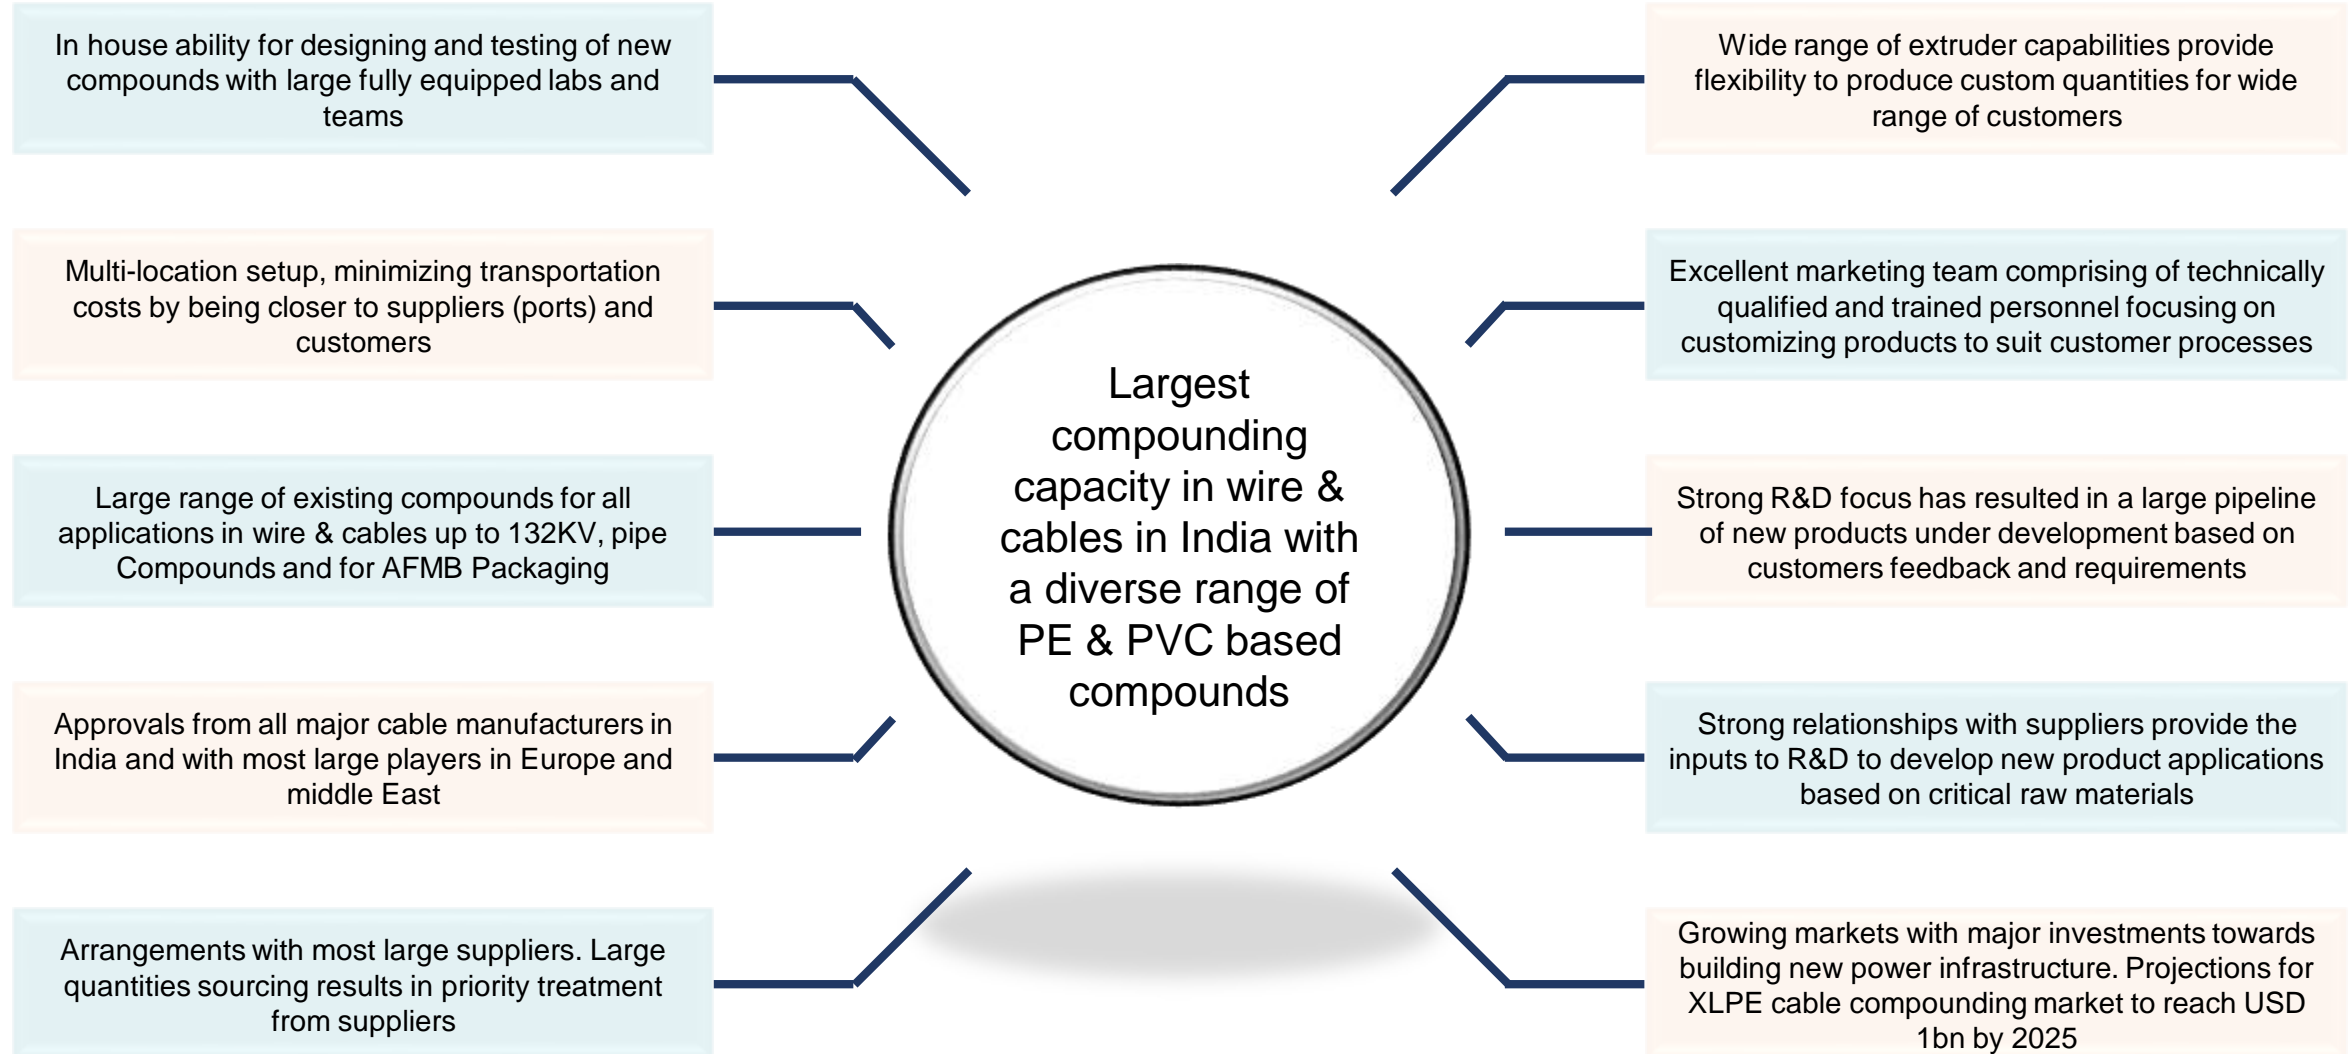 In house ability for designing and testing of new
compounds with large fully equipped labs and
teams
Multi-location setup, minimizing transportation
costs by being closer to suppliers (ports) and
customers
Large range of existing compounds for all
applications in wire & cables up to 132KV, pipe
Compounds and for AFMB Packaging
Approvals from all major cable manufacturers in
India and with most large players in Europe and
middle East
Arrangements with most large suppliers. Large
quantities sourcing results in priority treatment
from suppliers
Largest
compounding
capacity in wire &
cables in India with
a diverse range of
PE & PVC based
compounds
Wide range of extruder capabilities provide
flexibility to produce custom quantities for wide
range of customers
Excellent marketing team comprising of technically
qualified and trained personnel focusing on
customizing products to suit customer processes
Strong R&D focus has resulted in a large pipeline
of new products under development based on
customers feedback and requirements
Strong relationships with suppliers provide the
inputs to R&D to develop new product applications
based on critical raw materials
Growing markets with major investments towards
building new power infrastructure. Projections for
XLPE cable compounding market to reach USD
1bn by 2025